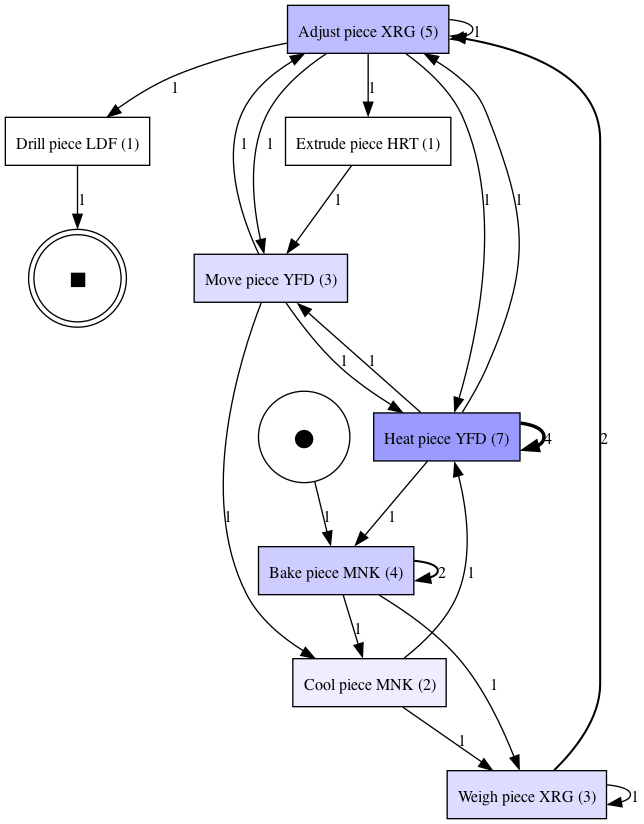 Adjust piece XRG (5)
1
1
1
Drill piece LDF (1)
1
1
Extrude piece HRT (1)
1
1
1
1
Move piece YFD (3)
1
1
Heat piece YFD (7)
4
2
1
1
1
Bake piece MNK (4)
2
1
1
Cool piece MNK (2)
1
1
Weigh piece XRG (3)
1